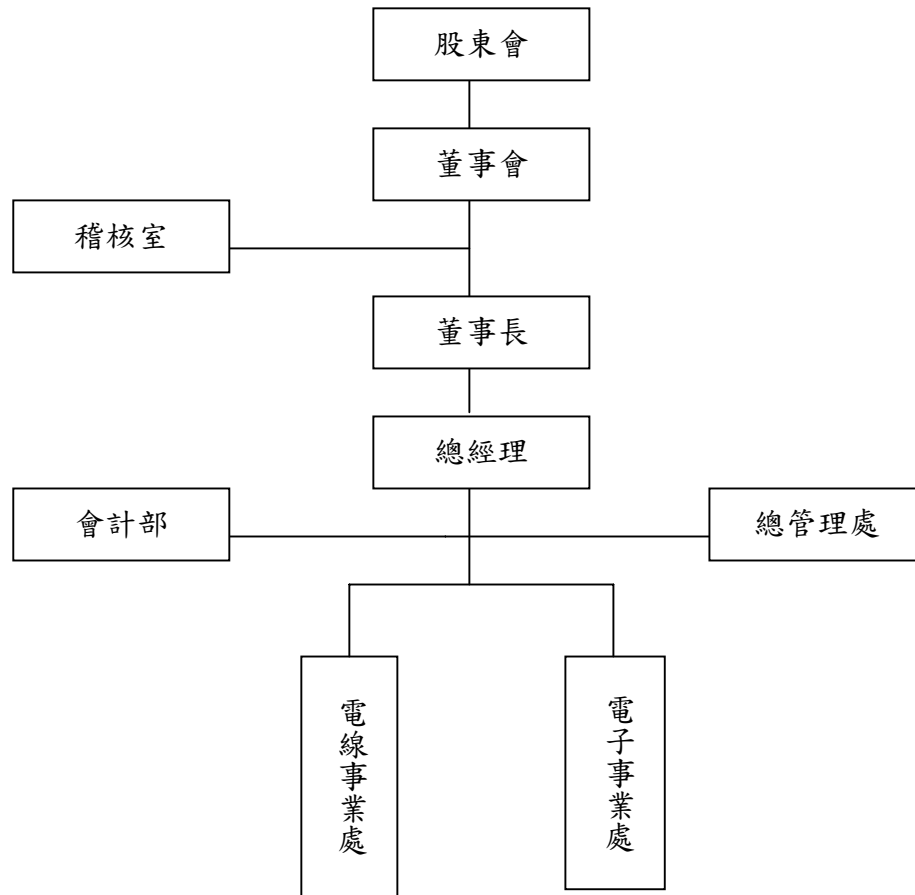 股東會
董事會
稽核室
董事長
總經理
會計部
總管理處
電線事業處
電子事業處